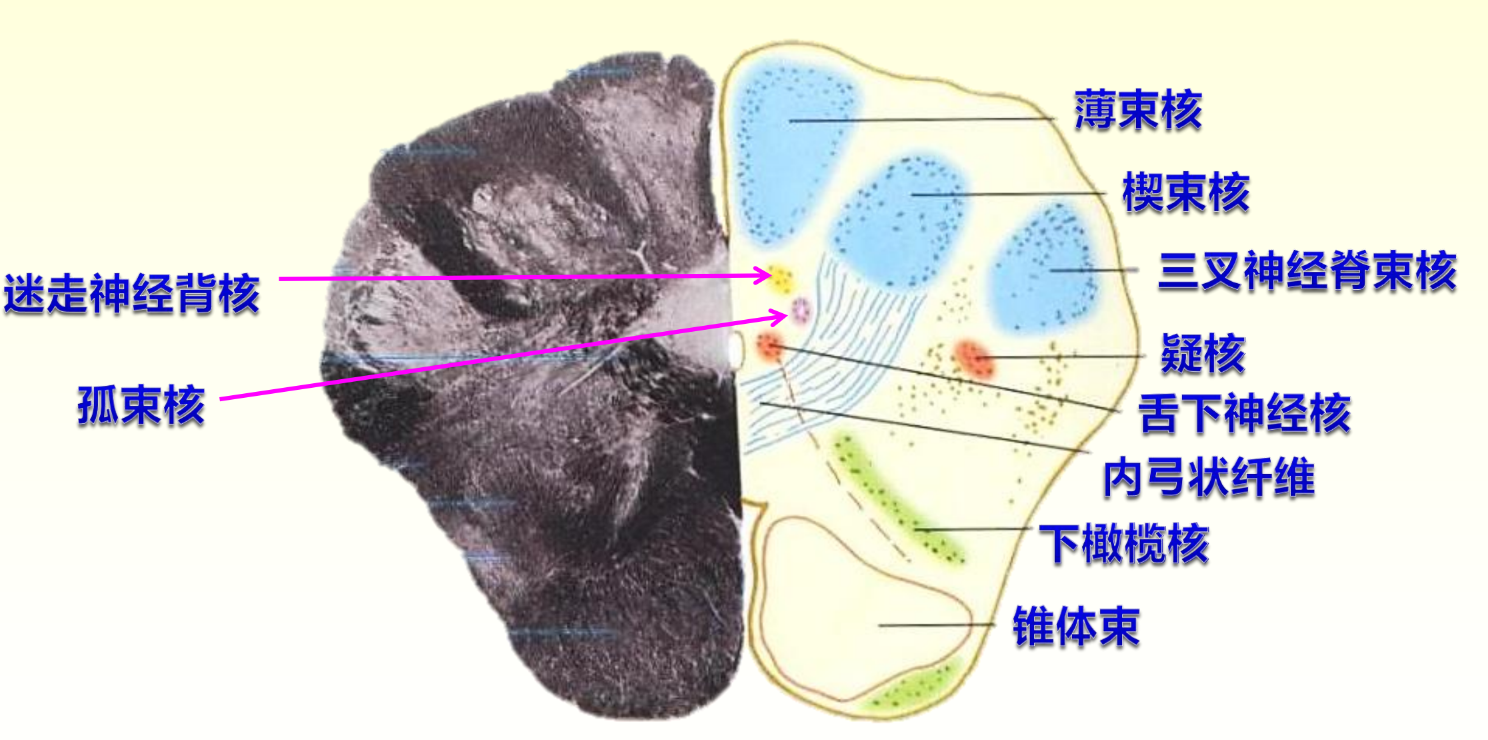 薄束核
楔束核
三叉神经脊束核
迷走神经背核
疑核
孤束核
舌下神经核
内弓状纤维
下橄榄核
锥体束